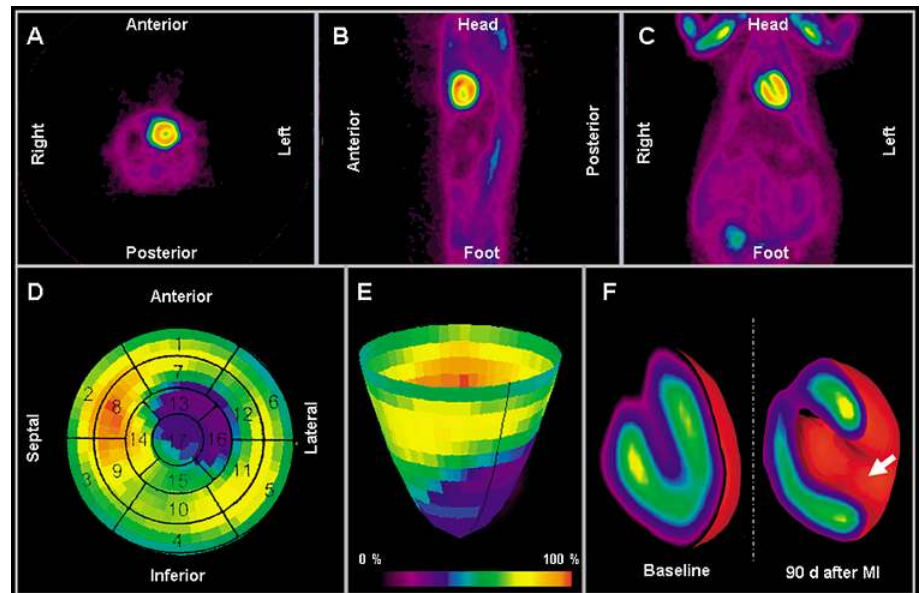 A
Anterior
Right
Left
Posterior
B
Head
Anterior
Posterior
Foot
C
Head
Right
Left
Foot
D
Anterior
Septal
Lateral
Inferior
1
2
3
4
5
6
7
8
9
10
11
12
13
14
15
16
17
E
0 %
100 %
F
Baseline
90 d after MI